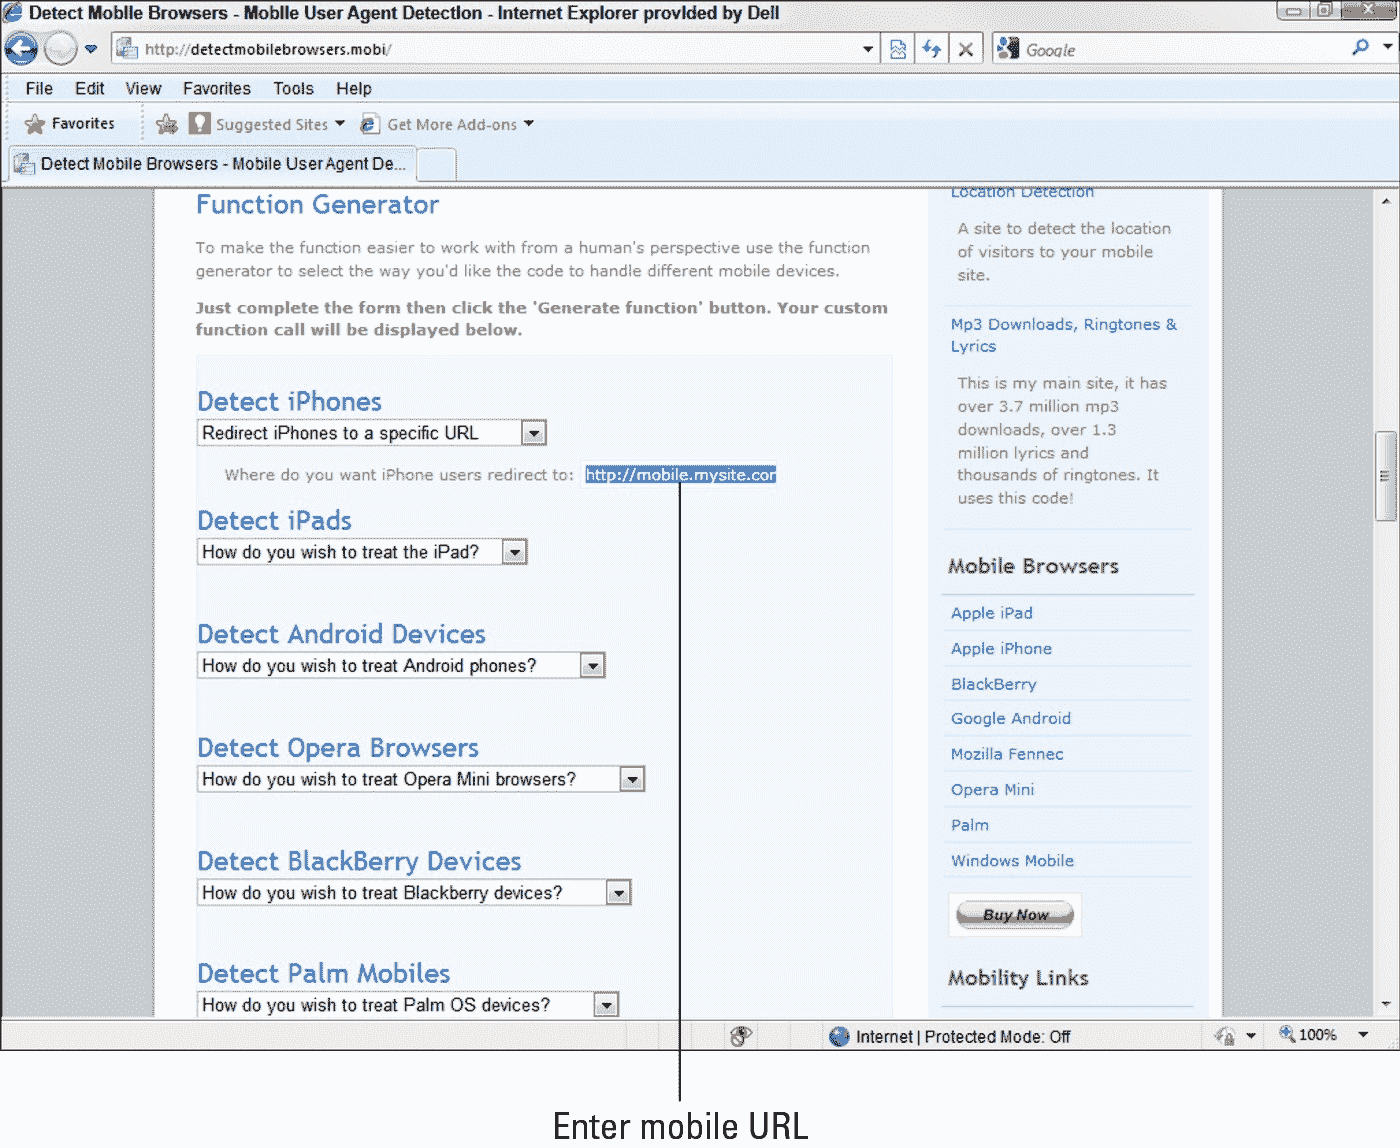 Detect Mobile Browsers - Mobile User Agent Detection - Internet Explorer provided by Dell
http://detectmobilebrowsers.mobi/
Google
File Edit View Favorites Tools Help
Favorites Suggested Sites Get More Add-ons
Detect Mobile Browsers - Mobile User Agent De...
Function Generator
To make the function easier to work with from a human's perspective use the function
generator to select the way you'd like the code to handle different mobile devices.
Just complete the form then click the 'Generate function' button. Your custom
function call will be displayed below.
Detect iPhones
Redirect iPhones to a specific URL
Where do you want iPhone users redirect to: http://mobile.mysite.cor
Detect iPads
How do you wish to treat the iPad?
Detect Android Devices
How do you wish to treat Android phones?
Detect Opera Browsers
How do you wish to treat Opera Mini browsers?
Detect BlackBerry Devices
How do you wish to treat Blackberry devices?
Detect Palm Mobiles
How do you wish to treat Palm OS devices?
Location Detection
A site to detect the location
of visitors to your mobile
site.
Mp3 Downloads, Ringtones &
Lyrics
This is my main site, it has
over 3.7 million mp3
downloads, over 1.3
million lyrics and
thousands of ringtones. It
uses this code!
Mobile Browsers
Apple iPad
Apple iPhone
BlackBerry
Google Android
Mozilla Fennec
Opera Mini
Palm
Windows Mobile
Buy Now
Mobility Links
Internet | Protected Mode: Off
100%
Enter mobile URL